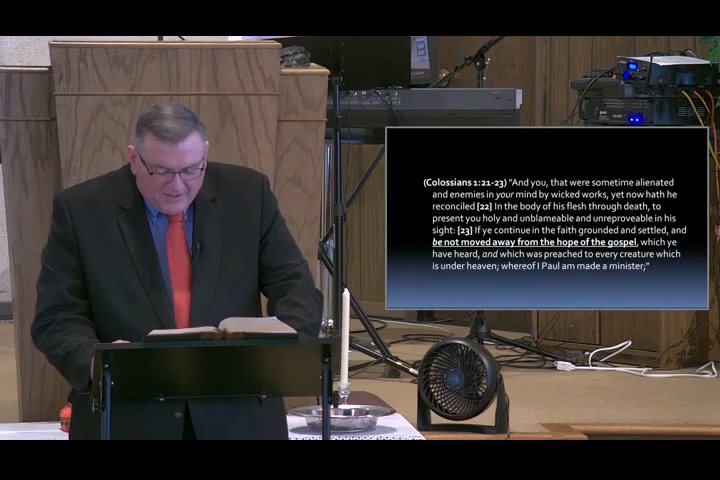 (Colossians 1:21-23) "And you, that were sometime alienated
and enemies in your mind by wicked works, yet now hath he
reconciled [22] In the body of his flesh through death, to
present you holy and unblameable and unreproveable in his
sight: [23] If ye continue in the faith grounded and settled, and
be not moved away from the hope of the gospel, which ye
have heard, and which was preached to every creature which
is under heaven; whereof I Paul am made a minister;"